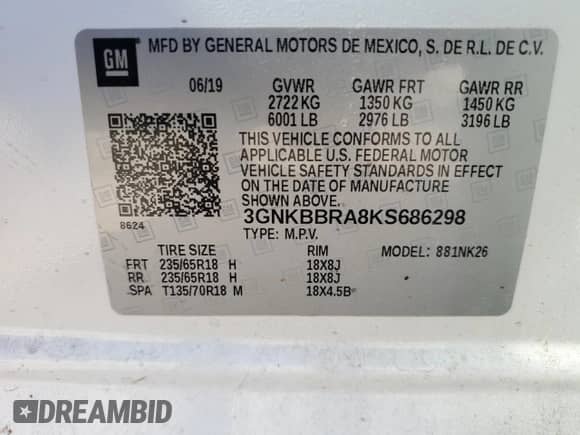 GM
MFD BY GENERAL MOTORS DE MEXICO, S. DE R.L. DE C.V.
06/19 GVWR GAWR FRT GAWR RR
2722 KG 1350 KG 1450 KG
6001 LB 2976 LB 3196 LB
THIS VEHICLE CONFORMS TO ALL
APPLICABLE U.S. FEDERAL MOTOR
VEHICLE SAFETY STANDARDS IN EFFECT
ON THE DATE OF MANUFACTURE
SHOWN ABOVE.
8624 3GNKBBRA8KS686298
TYPE: M.P.V. MODEL: 881NK26
TIRE SIZE RIM
FRT 235/65R18 H 18X8J
RR 235/65R18 H 18X8J
SPA T135/70R18 M 18X4.5B
DREAMBID